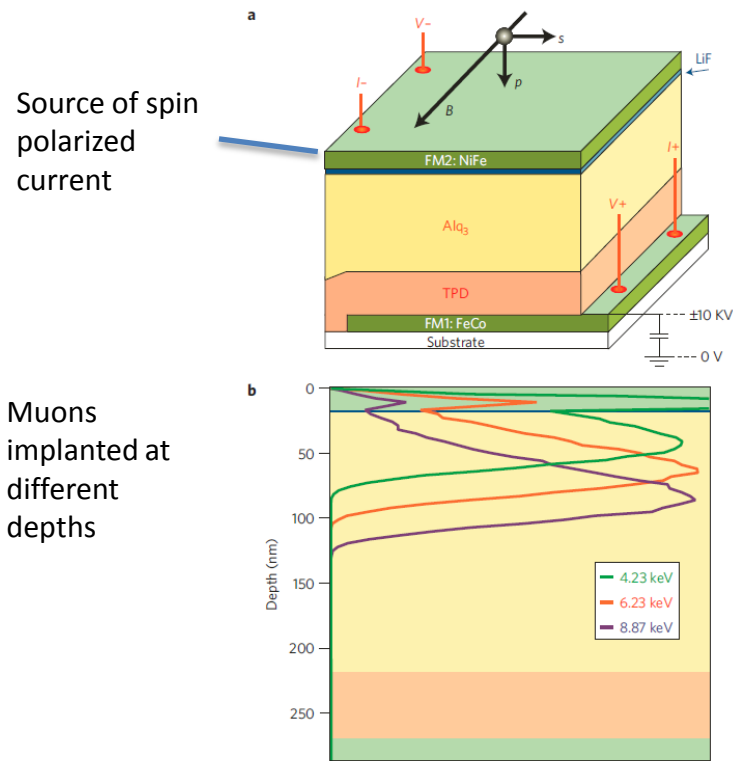 a
V−
s
LiF
I−
p
B
Source of spin
polarized
current
FM2: NiFe
I+
V+
Alq₃
TPD
±10 KV
FM1: FeCo
Substrate
0 V
b
Muons
implanted at
different
depths
0
50
100
150
200
250
Depth (nm)
4.23 keV
6.23 keV
8.87 keV